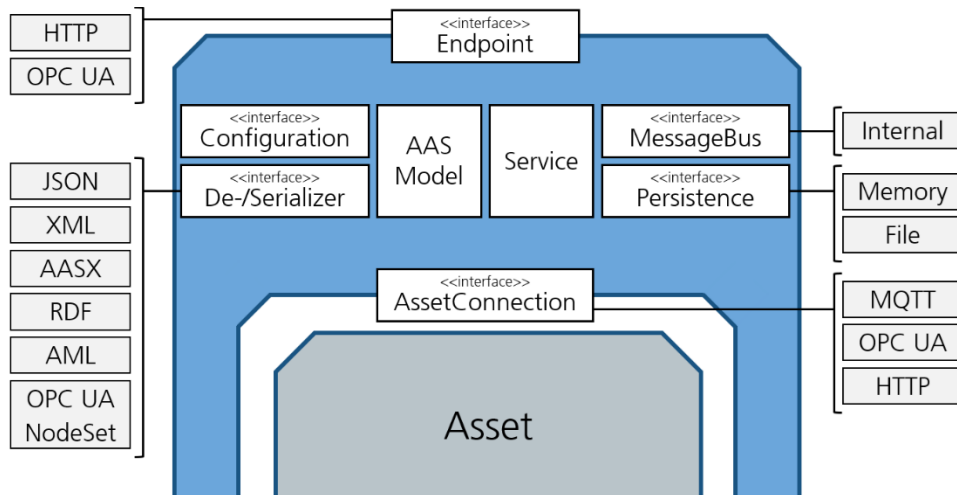 HTTP
OPC UA
<<interface>>
Endpoint
<<interface>>
Configuration
<<interface>>
De-/Serializer
AAS
Model
Service
<<interface>>
MessageBus
<<interface>>
Persistence
Internal
Memory
File
JSON
XML
AASX
RDF
AML
OPC UA
NodeSet
<<interface>>
AssetConnection
MQTT
OPC UA
HTTP
Asset